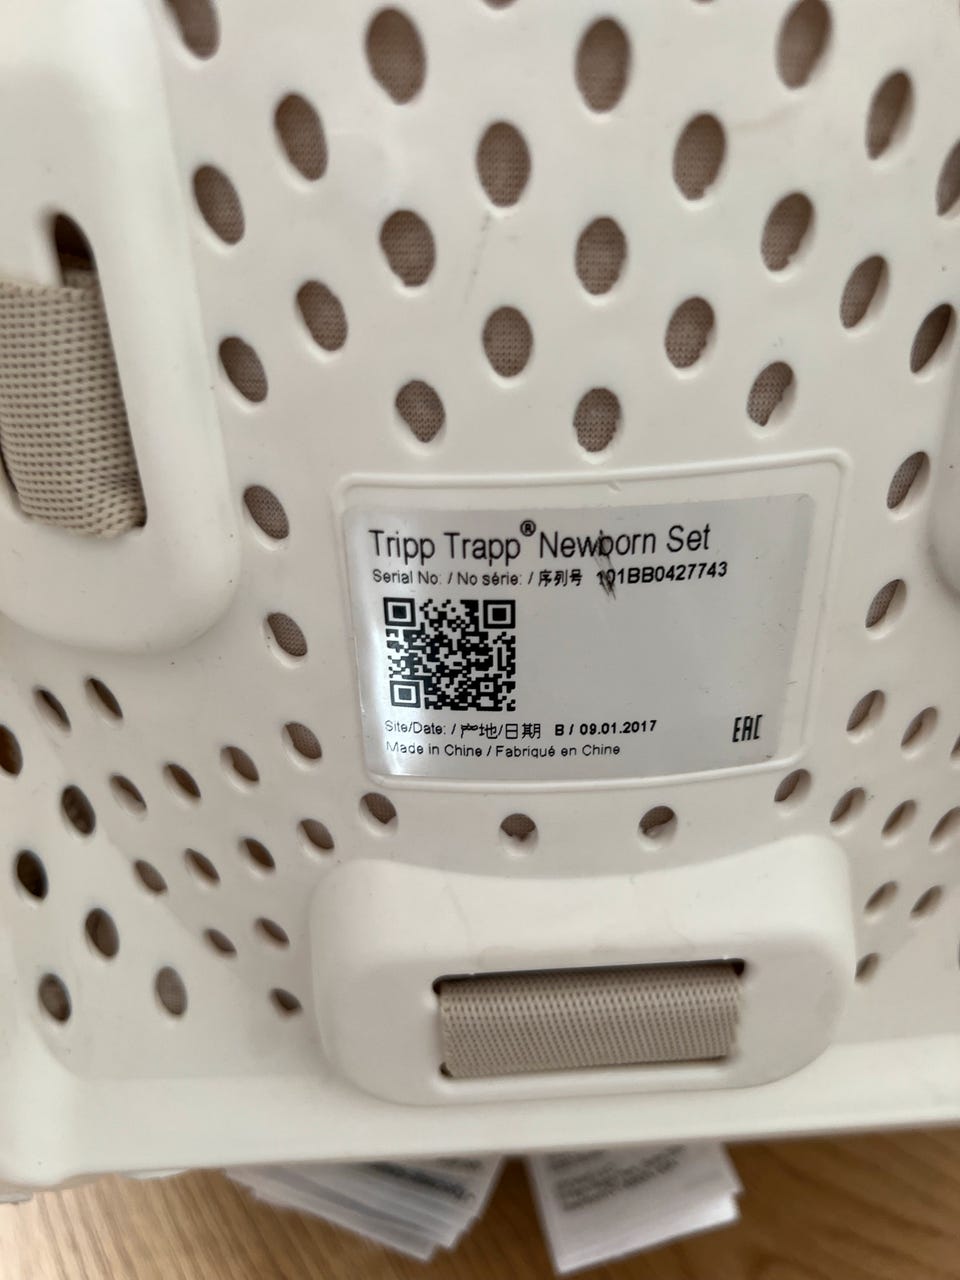 Tripp Trapp® Newborn Set
Serial No: / No série: / 序列号 101BB0427743
Site/Date: / 产地/日期 B / 09.01.2017
Made in China / Fabriqué en Chine
EAC